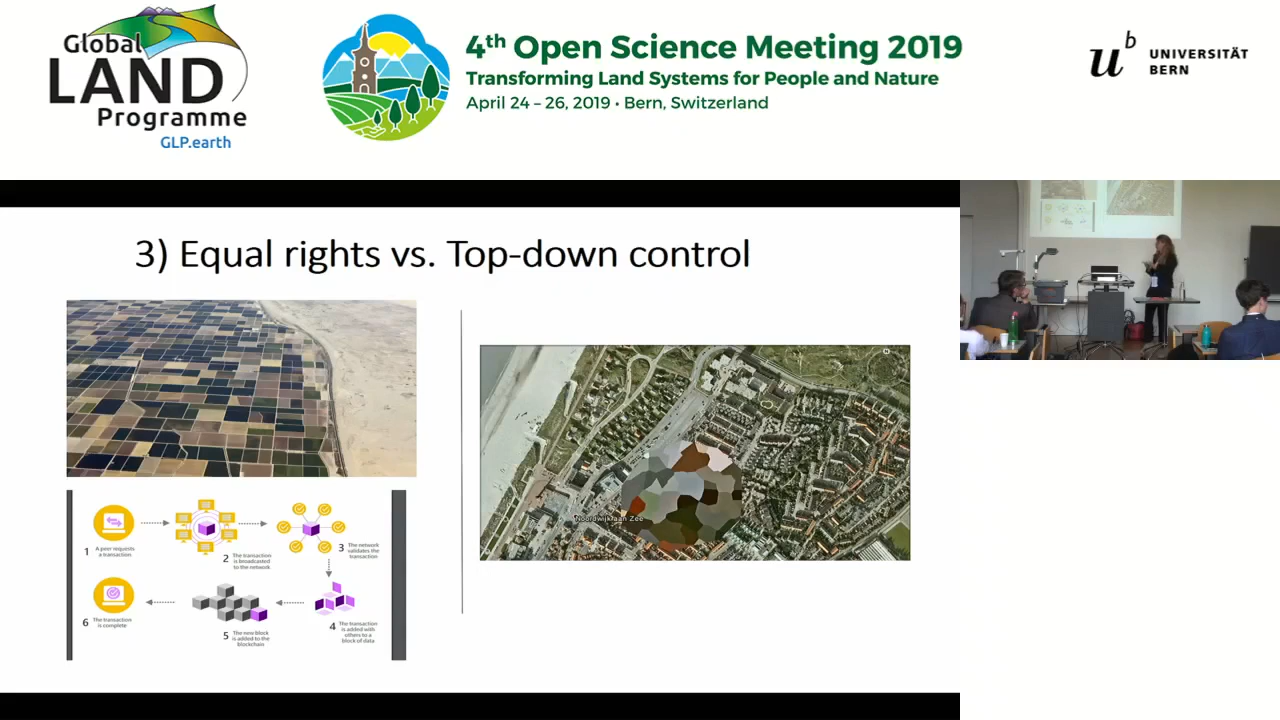 Global
LAND
Programme
GLP.earth
4th Open Science Meeting 2019
Transforming Land Systems for People and Nature
April 24 – 26, 2019 • Bern, Switzerland
u b
UNIVERSITÄT
BERN
3) Equal rights vs. Top-down control
1 A peer requests
a transaction
2 The transaction
is broadcasted
to the network
3 The network
validates the
transaction
4 The transaction
is added with
others to a
block of data
5 The new block
is added to the
blockchain
6 The transaction
is complete
Noordwijk aan Zee